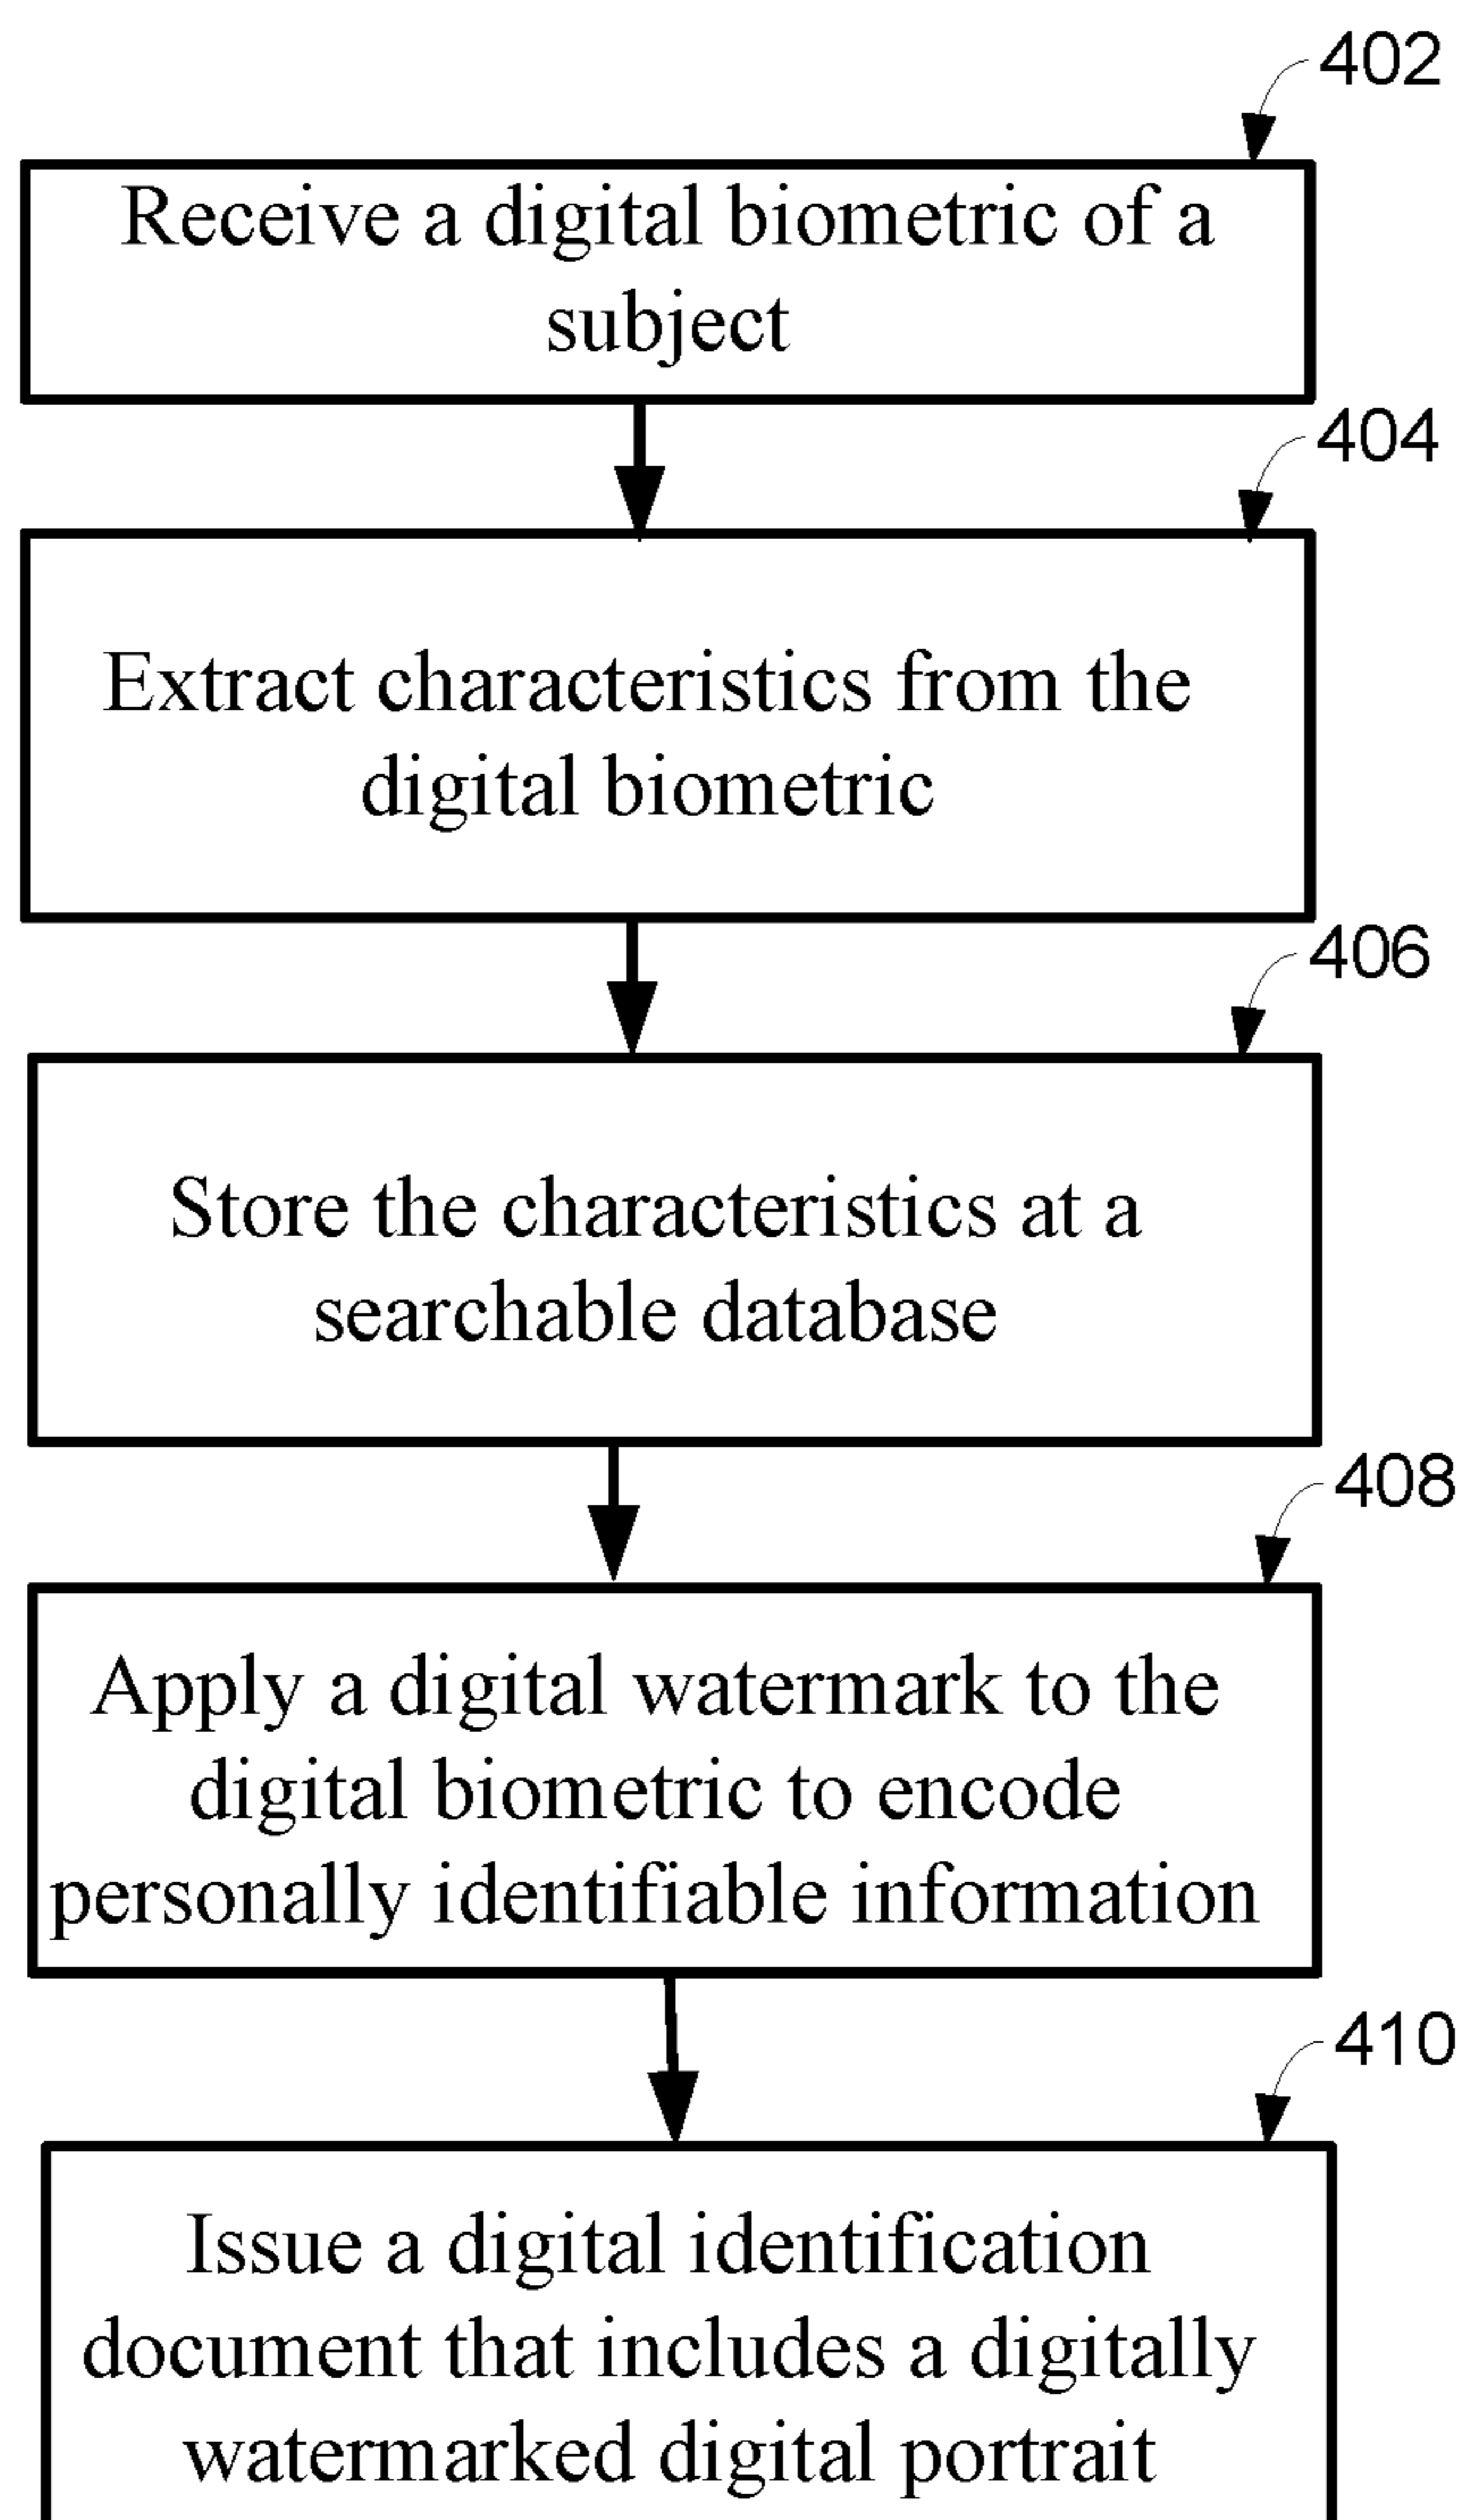 402
Receive a digital biometric of a
subject
404
Extract characteristics from the
digital biometric
406
Store the characteristics at a
searchable database
408
Apply a digital watermark to the
digital biometric to encode
personally identifiable information
410
Issue a digital identification
document that includes a digitally
watermarked digital portrait